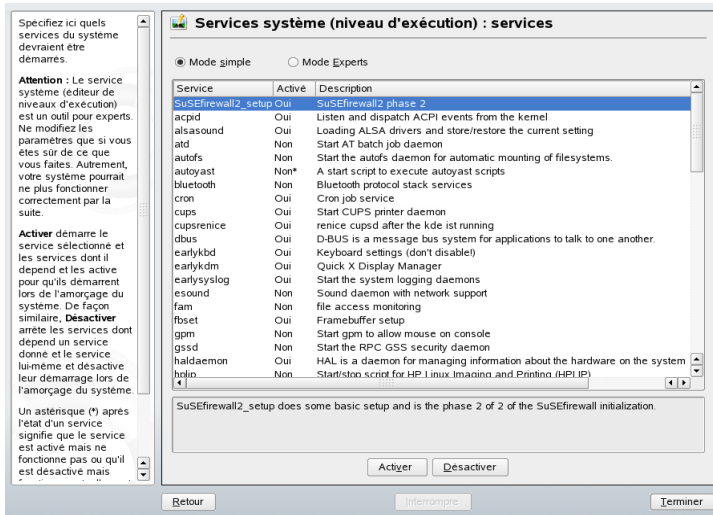 Spécifiez ici quels
services du système
devraient être
démarrés.
Attention : Le service
système (éditeur de
niveaux d'exécution)
est un outil pour experts.
Ne modifiez les
paramètres que si vous
êtes sûr de ce que
vous faites. Autrement,
votre système pourrait
ne plus fonctionner
correctement par la
suite.
Activer démarre le
service sélectionné et
les services dont il
depend et les active
pour qu'ils démarrent
lors de l'amorçage du
système. De façon
similaire, Désactiver
arrête les services dont
dépend un service
donné et le service
lui-même et désactive
leur démarrage lors de
l'amorçage du système.
Un astérisque (*) après
l'état d'un service
signifie que le service
est activé mais ne
fonctionne pas ou qu'il
est désactivé mais
Services système (niveau d'exécution) : services
Mode simple Mode Experts
Service Activé Description
SuSEfirewall2_setup Oui SuSEfirewall2 phase 2
acpid Oui Listen and dispatch ACPI events from the kernel
alsasound Oui Loading ALSA drivers and store/restore the current setting
atd Non Start AT batch job daemon
autofs Non Start the autofs daemon for automatic mounting of filesystems.
autoyast Non* A start script to execute autoyast scripts
bluetooth Non Bluetooth protocol stack services
cron Oui Cron job service
cups Oui Start CUPS printer daemon
cupsrenice Oui renice cupsd after the kde ist running
dbus Oui D-BUS is a message bus system for applications to talk to one another.
earlykbd Oui Keyboard settings (don't disable!)
earlykdm Oui Quick X Display Manager
earlysyslog Oui Start the system logging daemons
esound Non Sound daemon with network support
fam Non file access monitoring
fbset Oui Framebuffer setup
gpm Non Start gpm to allow mouse on console
gssd Non Start the RPC GSS security daemon
haldaemon Oui HAL is a daemon for managing information about the hardware on the system
hplip Non Start/stop script for HP Linux Imaging and Printing (HPLIP)
SuSEfirewall2_setup does some basic setup and is the phase 2 of 2 of the SuSEfirewall initialization.
Activer Désactiver
Retour Interrompre Terminer